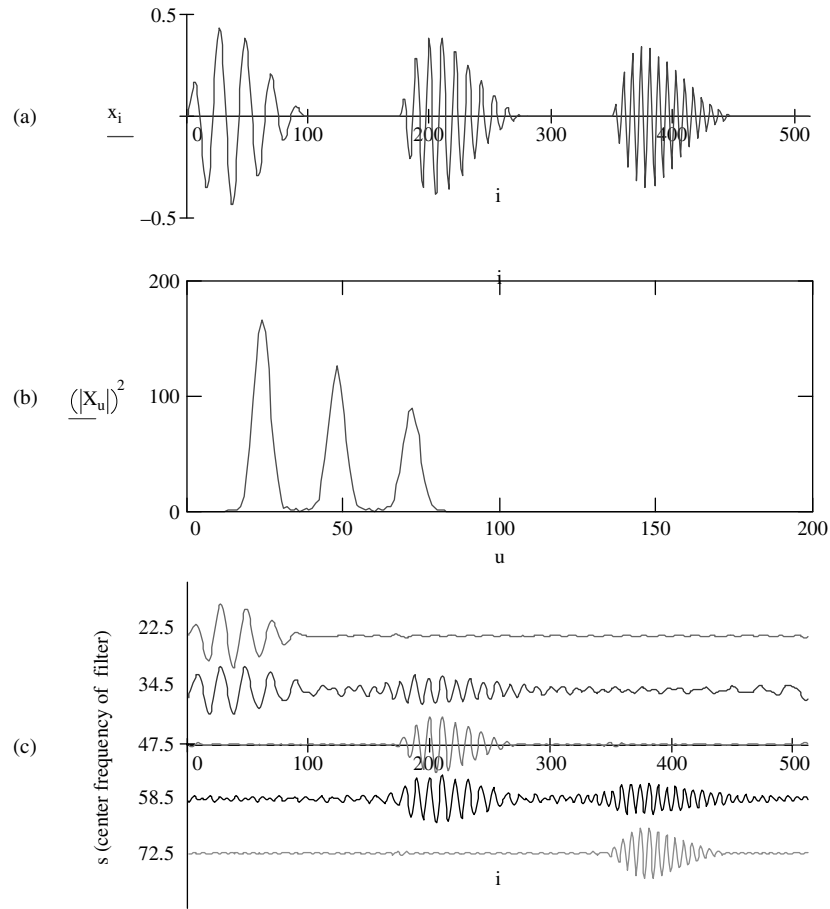 0.5
(a)
x_i
0 100 200 300 400 500
i
–0.5
i
200
(b)
(|X_u|)^2
100
0
0 50 100 150 200
u
s (center frequency of filter)
22.5
34.5
(c)
47.5
0 100 200 300 400 500
58.5
72.5
i